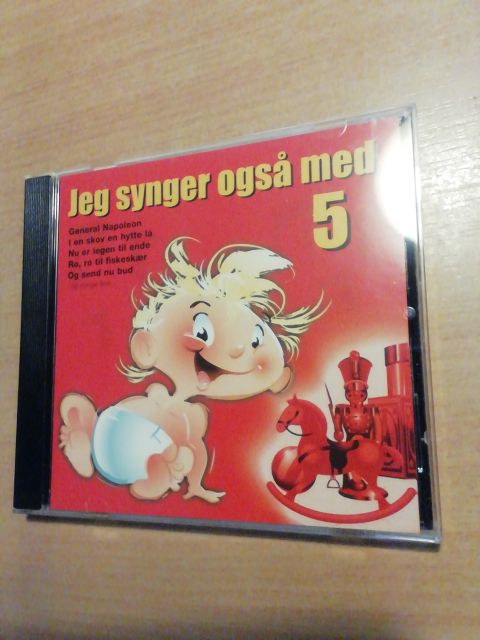 Jeg synger også med
5
General Napoleon
I en skov en hytte lå
Nu er legen til ende
Ro, ro til fiskeskær
Og send nu bud